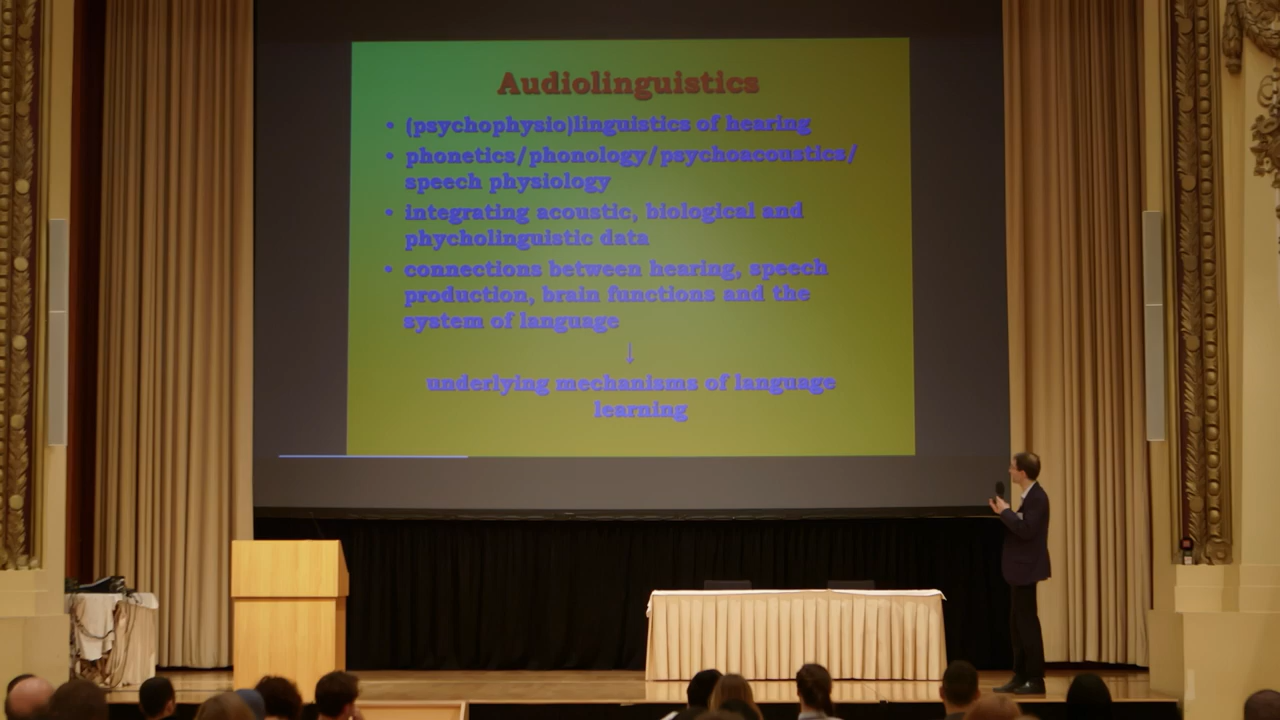 Audiolinguistics
• (psychophysio)linguistics of hearing
• phonetics/phonology/psychoacoustics/
speech physiology
• integrating acoustic, biological and
phycholinguistic data
• connections between hearing, speech
production, brain functions and the
system of language
↓
underlying mechanisms of language
learning